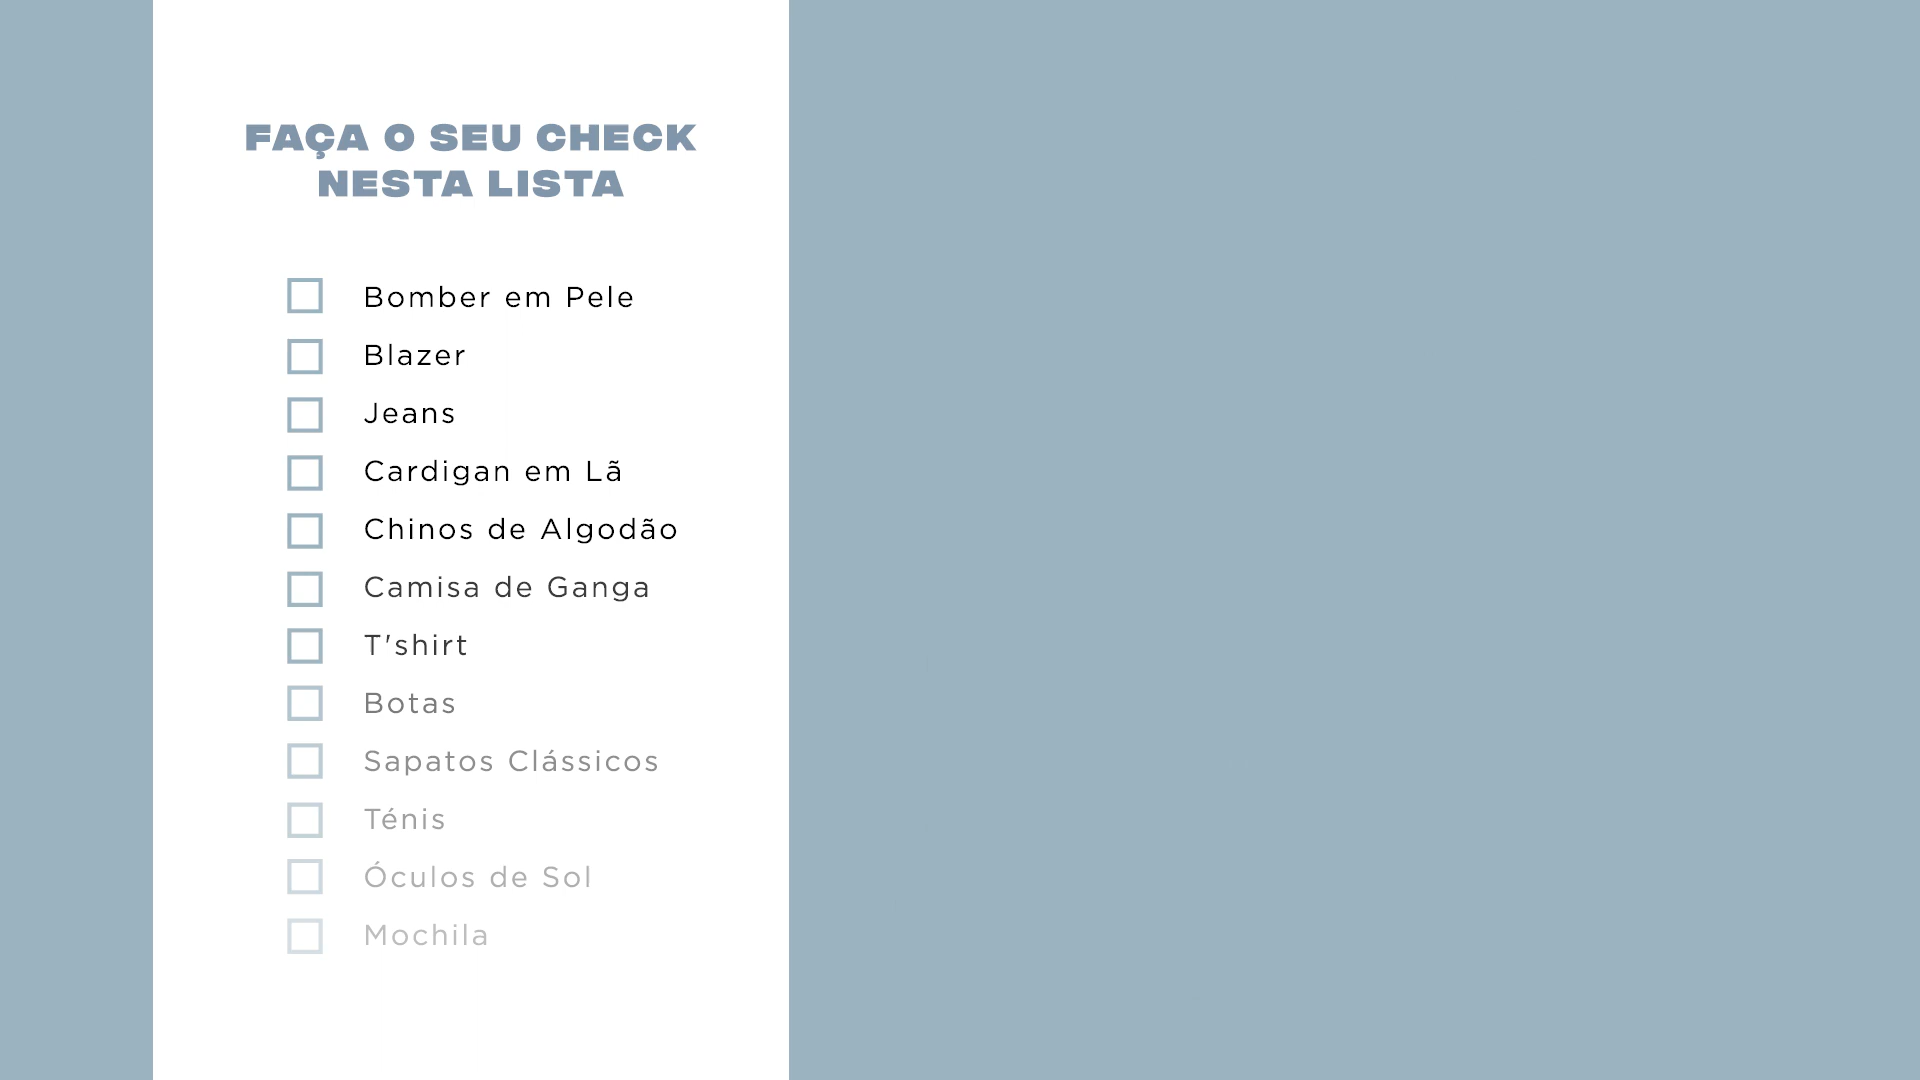 FAÇA O SEU CHECK
NESTA LISTA
Bomber em Pele
Blazer
Jeans
Cardigan em Lã
Chinos de Algodão
Camisa de Ganga
T'shirt
Botas
Sapatos Clássicos
Ténis
Óculos de Sol
Mochila